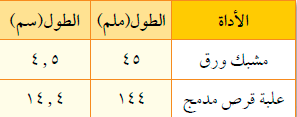 الأداة الطول(ملم) الطول(سم)
مشبك ورق ٤٥ ٤,٥
علبة قرص مدمج ١٤٤ ١٤,٤